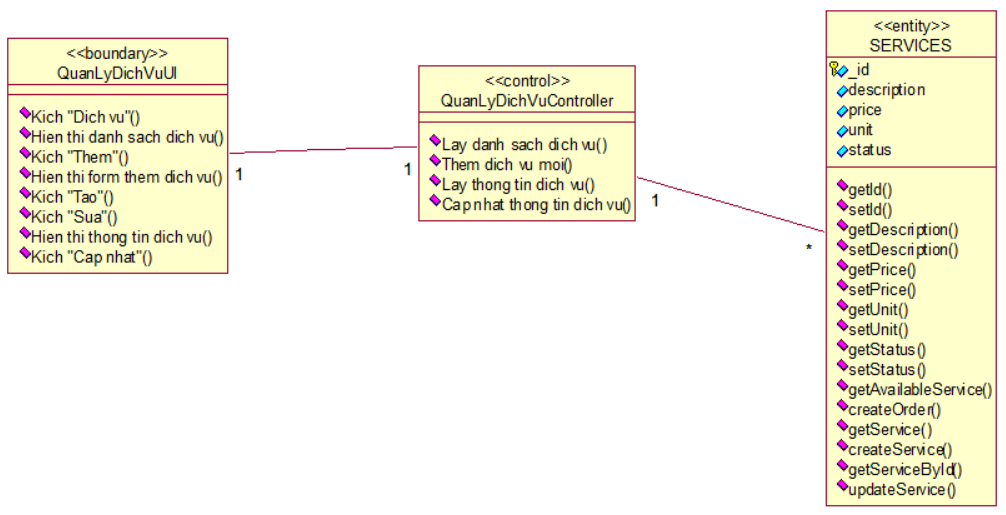 <<boundary>>
QuanLyDichVuUI
Kich "Dich vu"()
Hien thi danh sach dich vu()
Kich "Them"()
Hien thi form them dich vu()
Kich "Tao"()
Kich "Sua"()
Hien thi thong tin dich vu()
Kich "Cap nhat"()
1
1
<<control>>
QuanLyDichVuController
Lay danh sach dich vu()
Them dich vu moi()
Lay thong tin dich vu()
Cap nhat thong tin dich vu()
1
*
<<entity>>
SERVICES
_id
description
price
unit
status
getId()
setId()
getDescription()
setDescription()
getPrice()
setPrice()
getUnit()
setUnit()
getStatus()
setStatus()
getAvailableService()
createOrder()
getService()
createService()
getServiceById()
updateService()